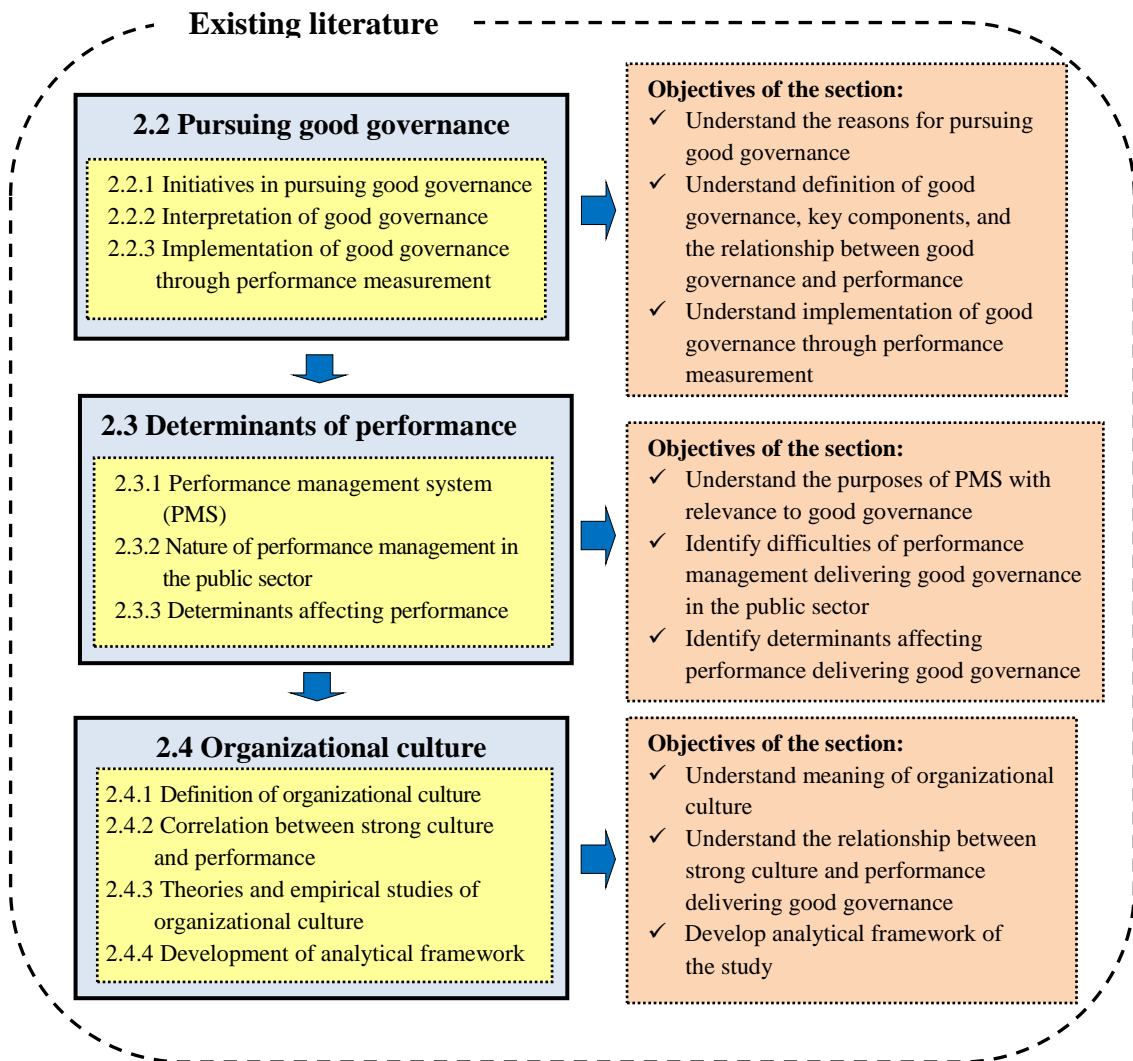 Existing literature
2.2 Pursuing good governance
2.2.1 Initiatives in pursuing good governance
2.2.2 Interpretation of good governance
2.2.3 Implementation of good governance
through performance measurement
Objectives of the section:
✓ Understand the reasons for pursuing
good governance
✓ Understand definition of good
governance, key components, and
the relationship between good
governance and performance
✓ Understand implementation of good
governance through performance
measurement
2.3 Determinants of performance
2.3.1 Performance management system
(PMS)
2.3.2 Nature of performance management in
the public sector
2.3.3 Determinants affecting performance
Objectives of the section:
✓ Understand the purposes of PMS with
relevance to good governance
✓ Identify difficulties of performance
management delivering good governance
in the public sector
✓ Identify determinants affecting
performance delivering good governance
2.4 Organizational culture
2.4.1 Definition of organizational culture
2.4.2 Correlation between strong culture
and performance
2.4.3 Theories and empirical studies of
organizational culture
2.4.4 Development of analytical framework
Objectives of the section:
✓ Understand meaning of organizational
culture
✓ Understand the relationship between
strong culture and performance
delivering good governance
✓ Develop analytical framework of
the study